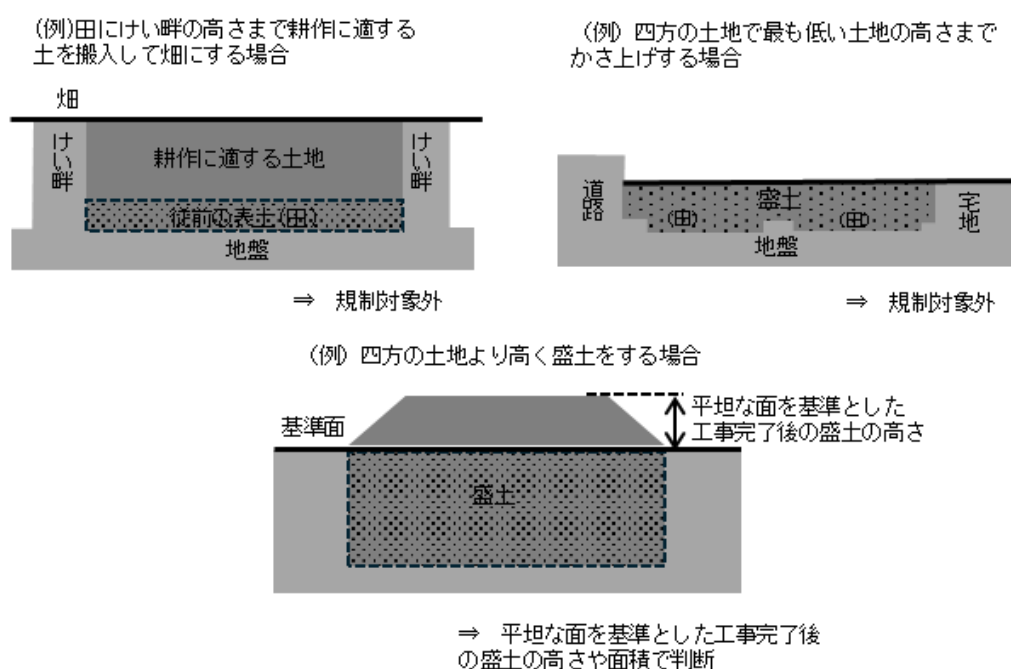 (例)田にけい畔の高さまで耕作に適する
土を搬入して畑にする場合
畑
けい畔
耕作に適する土地
けい畔
従前の表土(田)
地盤
⇒ 規制対象外
(例) 四方の土地で最も低い土地の高さまで
かさ上げする場合
道路
盛土
宅地
(田)
(田)
地盤
⇒ 規制対象外
(例) 四方の土地より高く盛土をする場合
基準面
平坦な面を基準とした
工事完了後の盛土の高さ
盛土
⇒ 平坦な面を基準とした工事完了後
の盛土の高さや面積で判断